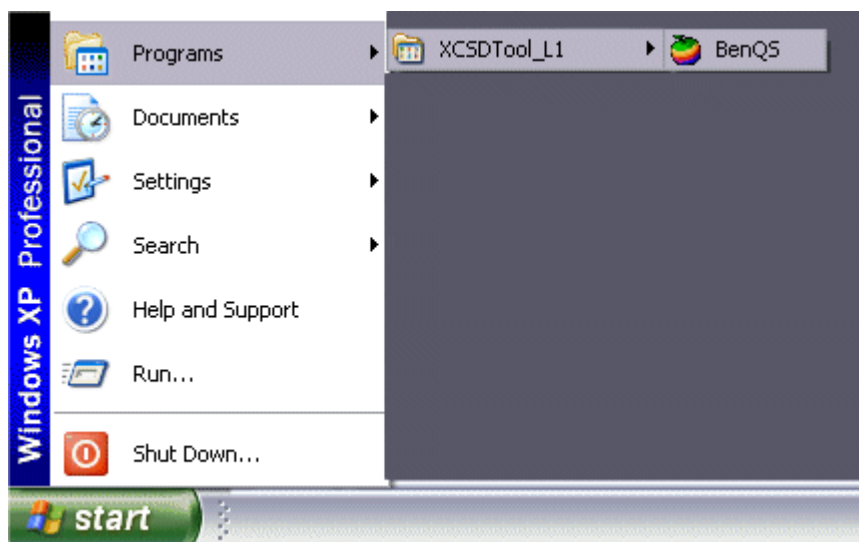 Windows XP Professional
Programs
XCSDTool_L1
BenQS
Documents
Settings
Search
Help and Support
Run...
Shut Down...
start